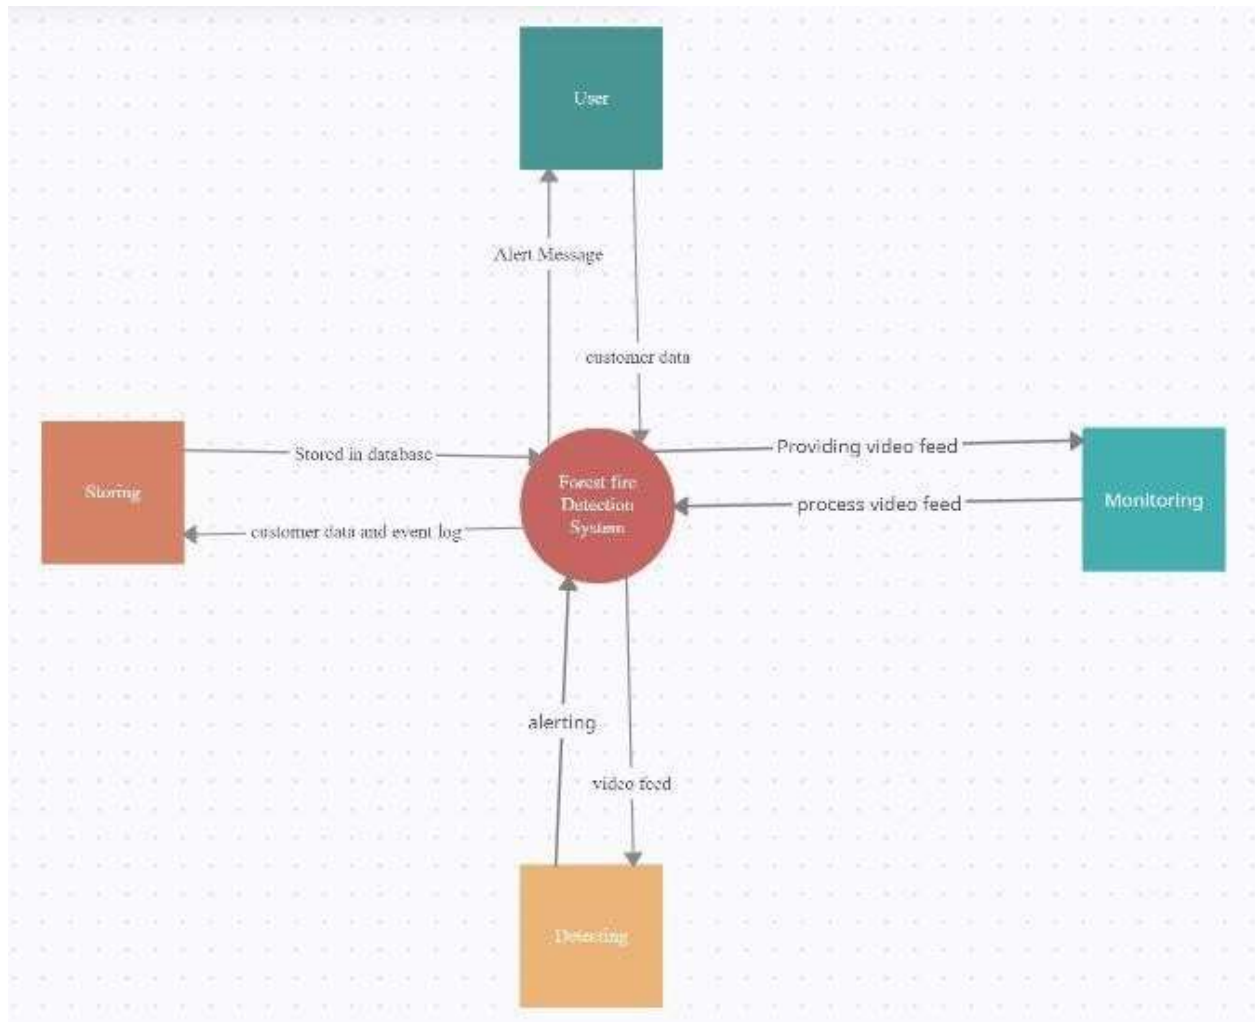 User
Alert Message
customer data
Stored in database
Providing video feed
Storing
Forest fire
Detection
System
process video feed
Monitoring
customer data and event log
alerting
video feed
Detecting